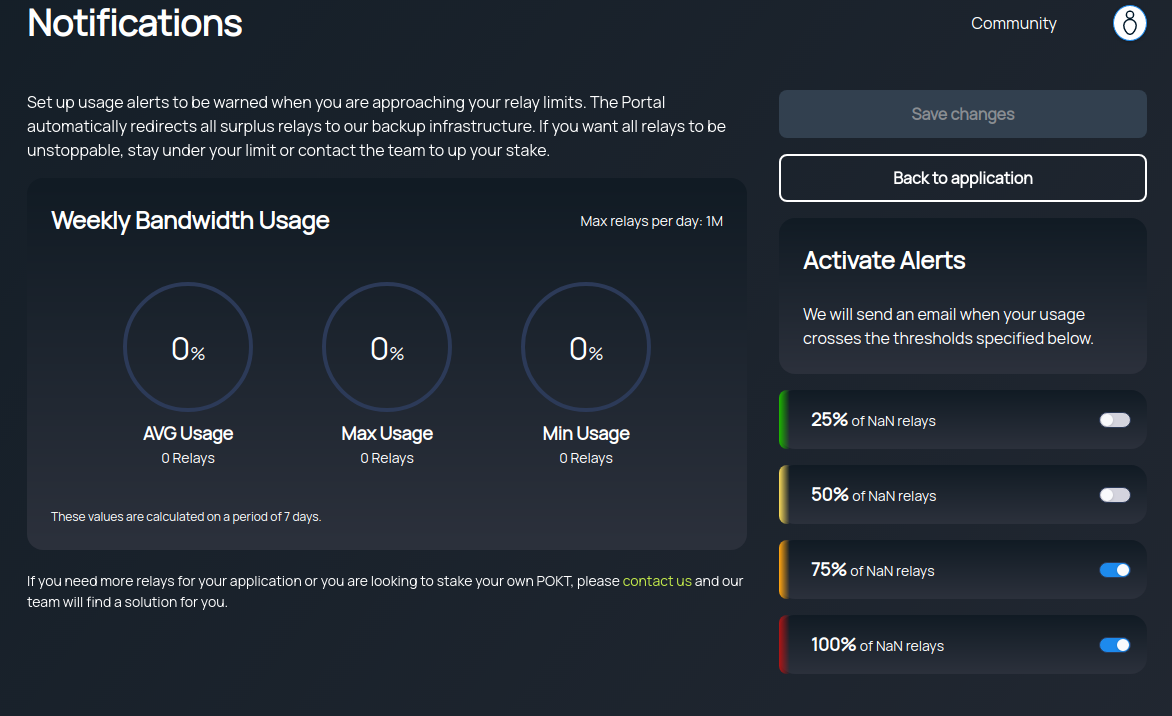 Notifications
Community
Set up usage alerts to be warned when you are approaching your relay limits. The Portal
automatically redirects all surplus relays to our backup infrastructure. If you want all relays to be
unstoppable, stay under your limit or contact the team to up your stake.
Weekly Bandwidth Usage
Max relays per day: 1M
0%
0%
0%
AVG Usage
Max Usage
Min Usage
0 Relays
0 Relays
0 Relays
These values are calculated on a period of 7 days.
If you need more relays for your application or you are looking to stake your own POKT, please contact us and our
team will find a solution for you.
Save changes
Back to application
Activate Alerts
We will send an email when your usage
crosses the thresholds specified below.
25% of NaN relays
50% of NaN relays
75% of NaN relays
100% of NaN relays